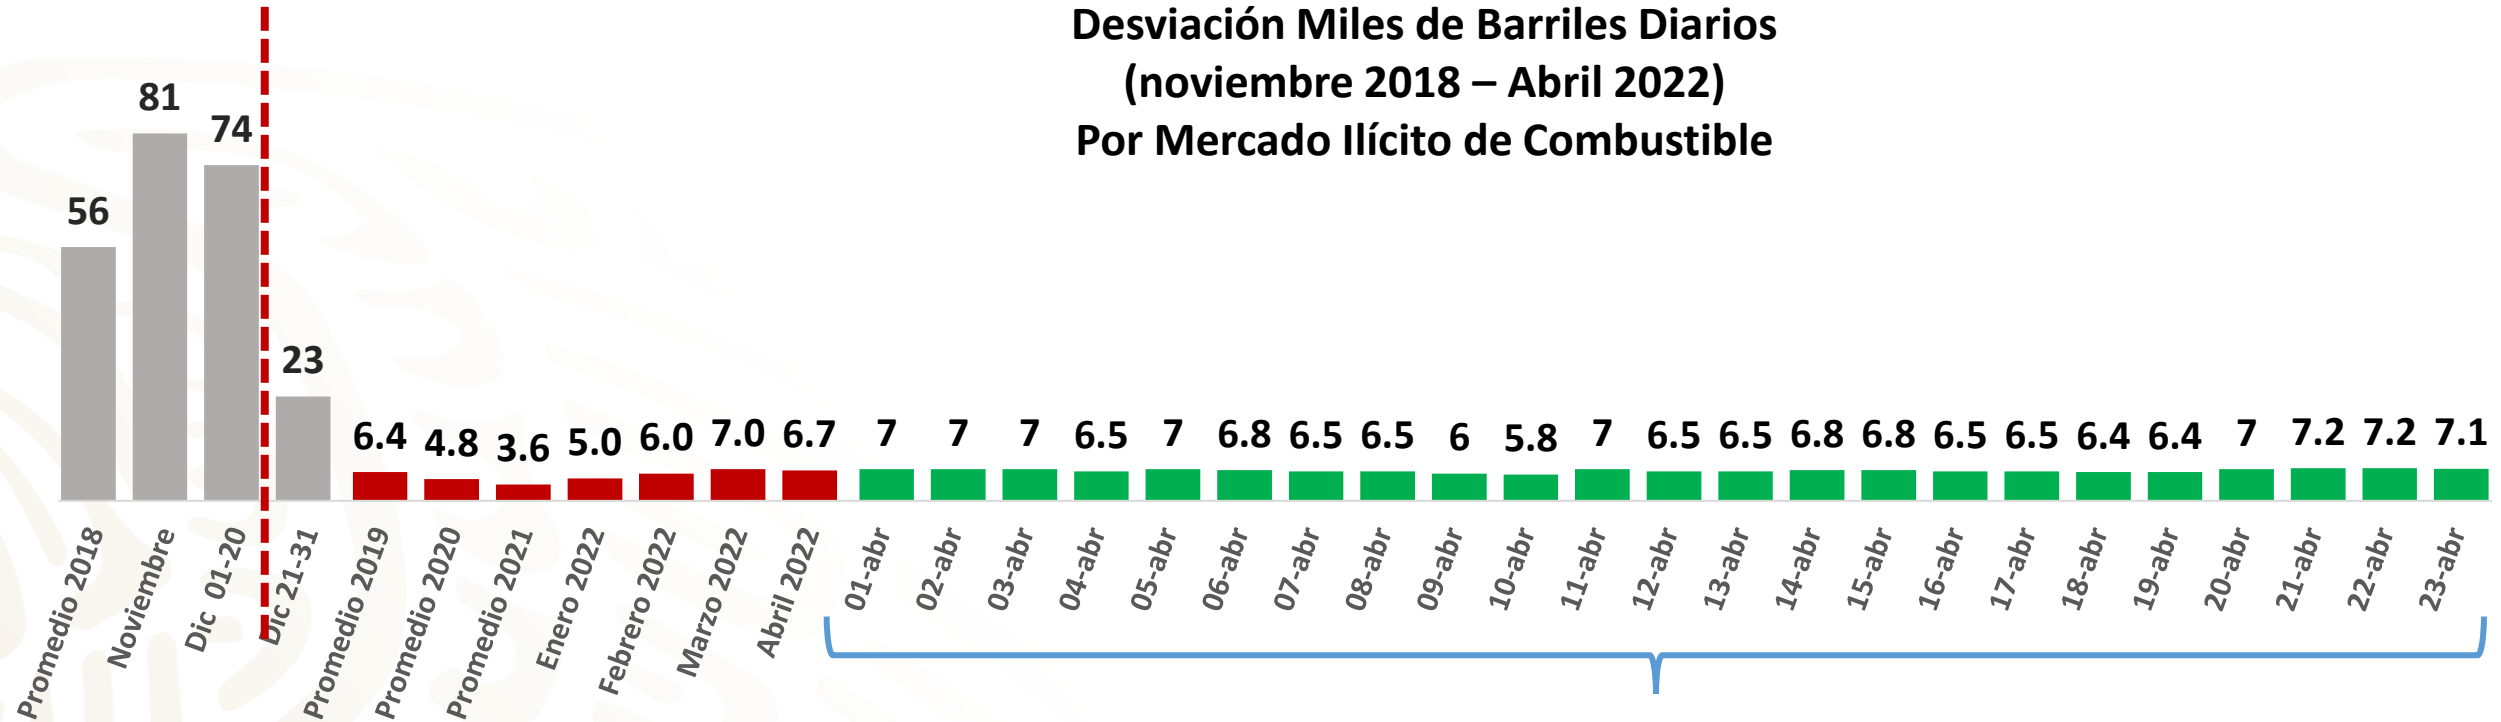 Desviación Miles de Barriles Diarios
(noviembre 2018 – Abril 2022)
Por Mercado Ilícito de Combustible
56
81
74
23
6.4
4.8
3.6
5.0
6.0
7.0
6.7
7
7
7
6.5
7
6.8
6.5
6.5
6
5.8
7
6.5
6.5
6.8
6.8
6.5
6.5
6.4
6.4
7
7.2
7.2
7.1
Promedio 2018
Noviembre
Dic 01-20
Dic 21-31
Promedio 2019
Promedio 2020
Promedio 2021
Enero 2022
Febrero 2022
Marzo 2022
Abril 2022
01-abr
02-abr
03-abr
04-abr
05-abr
06-abr
07-abr
08-abr
09-abr
10-abr
11-abr
12-abr
13-abr
14-abr
15-abr
16-abr
17-abr
18-abr
19-abr
20-abr
21-abr
22-abr
23-abr